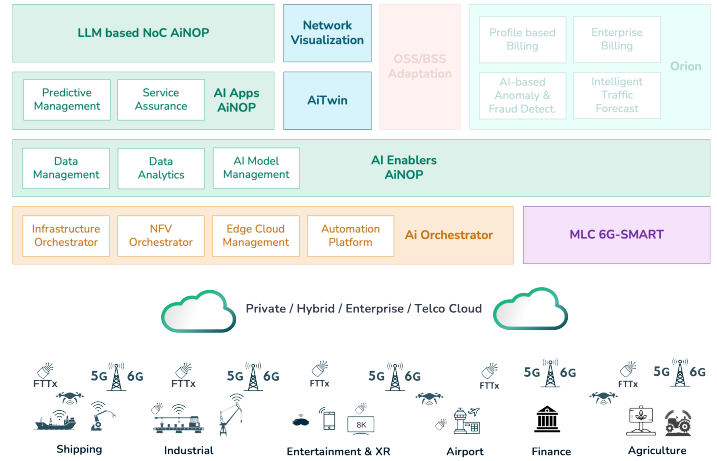 LLM based NoC AiNOP
Network
Visualization
OSS/BSS
Adaptation
Profile based
Billing
Enterprise
Billing
Orion
AI-based
Anomaly &
Fraud Detect.
Intelligent
Traffic
Forecast
Predictive
Management
Service
Assurance
AI Apps
AiNOP
AiTwin
Data
Management
Data
Analytics
AI Model
Management
AI Enablers
AiNOP
Infrastructure
Orchestrator
NFV
Orchestrator
Edge Cloud
Management
Automation
Platform
Ai Orchestrator
MLC 6G-SMART
Private / Hybrid / Enterprise / Telco Cloud
FTTx
5G 6G
FTTx
5G 6G
FTTx
5G 6G
FTTx
5G 6G
FTTx
5G 6G
8K
Shipping
Industrial
Entertainment & XR
Airport
Finance
Agriculture